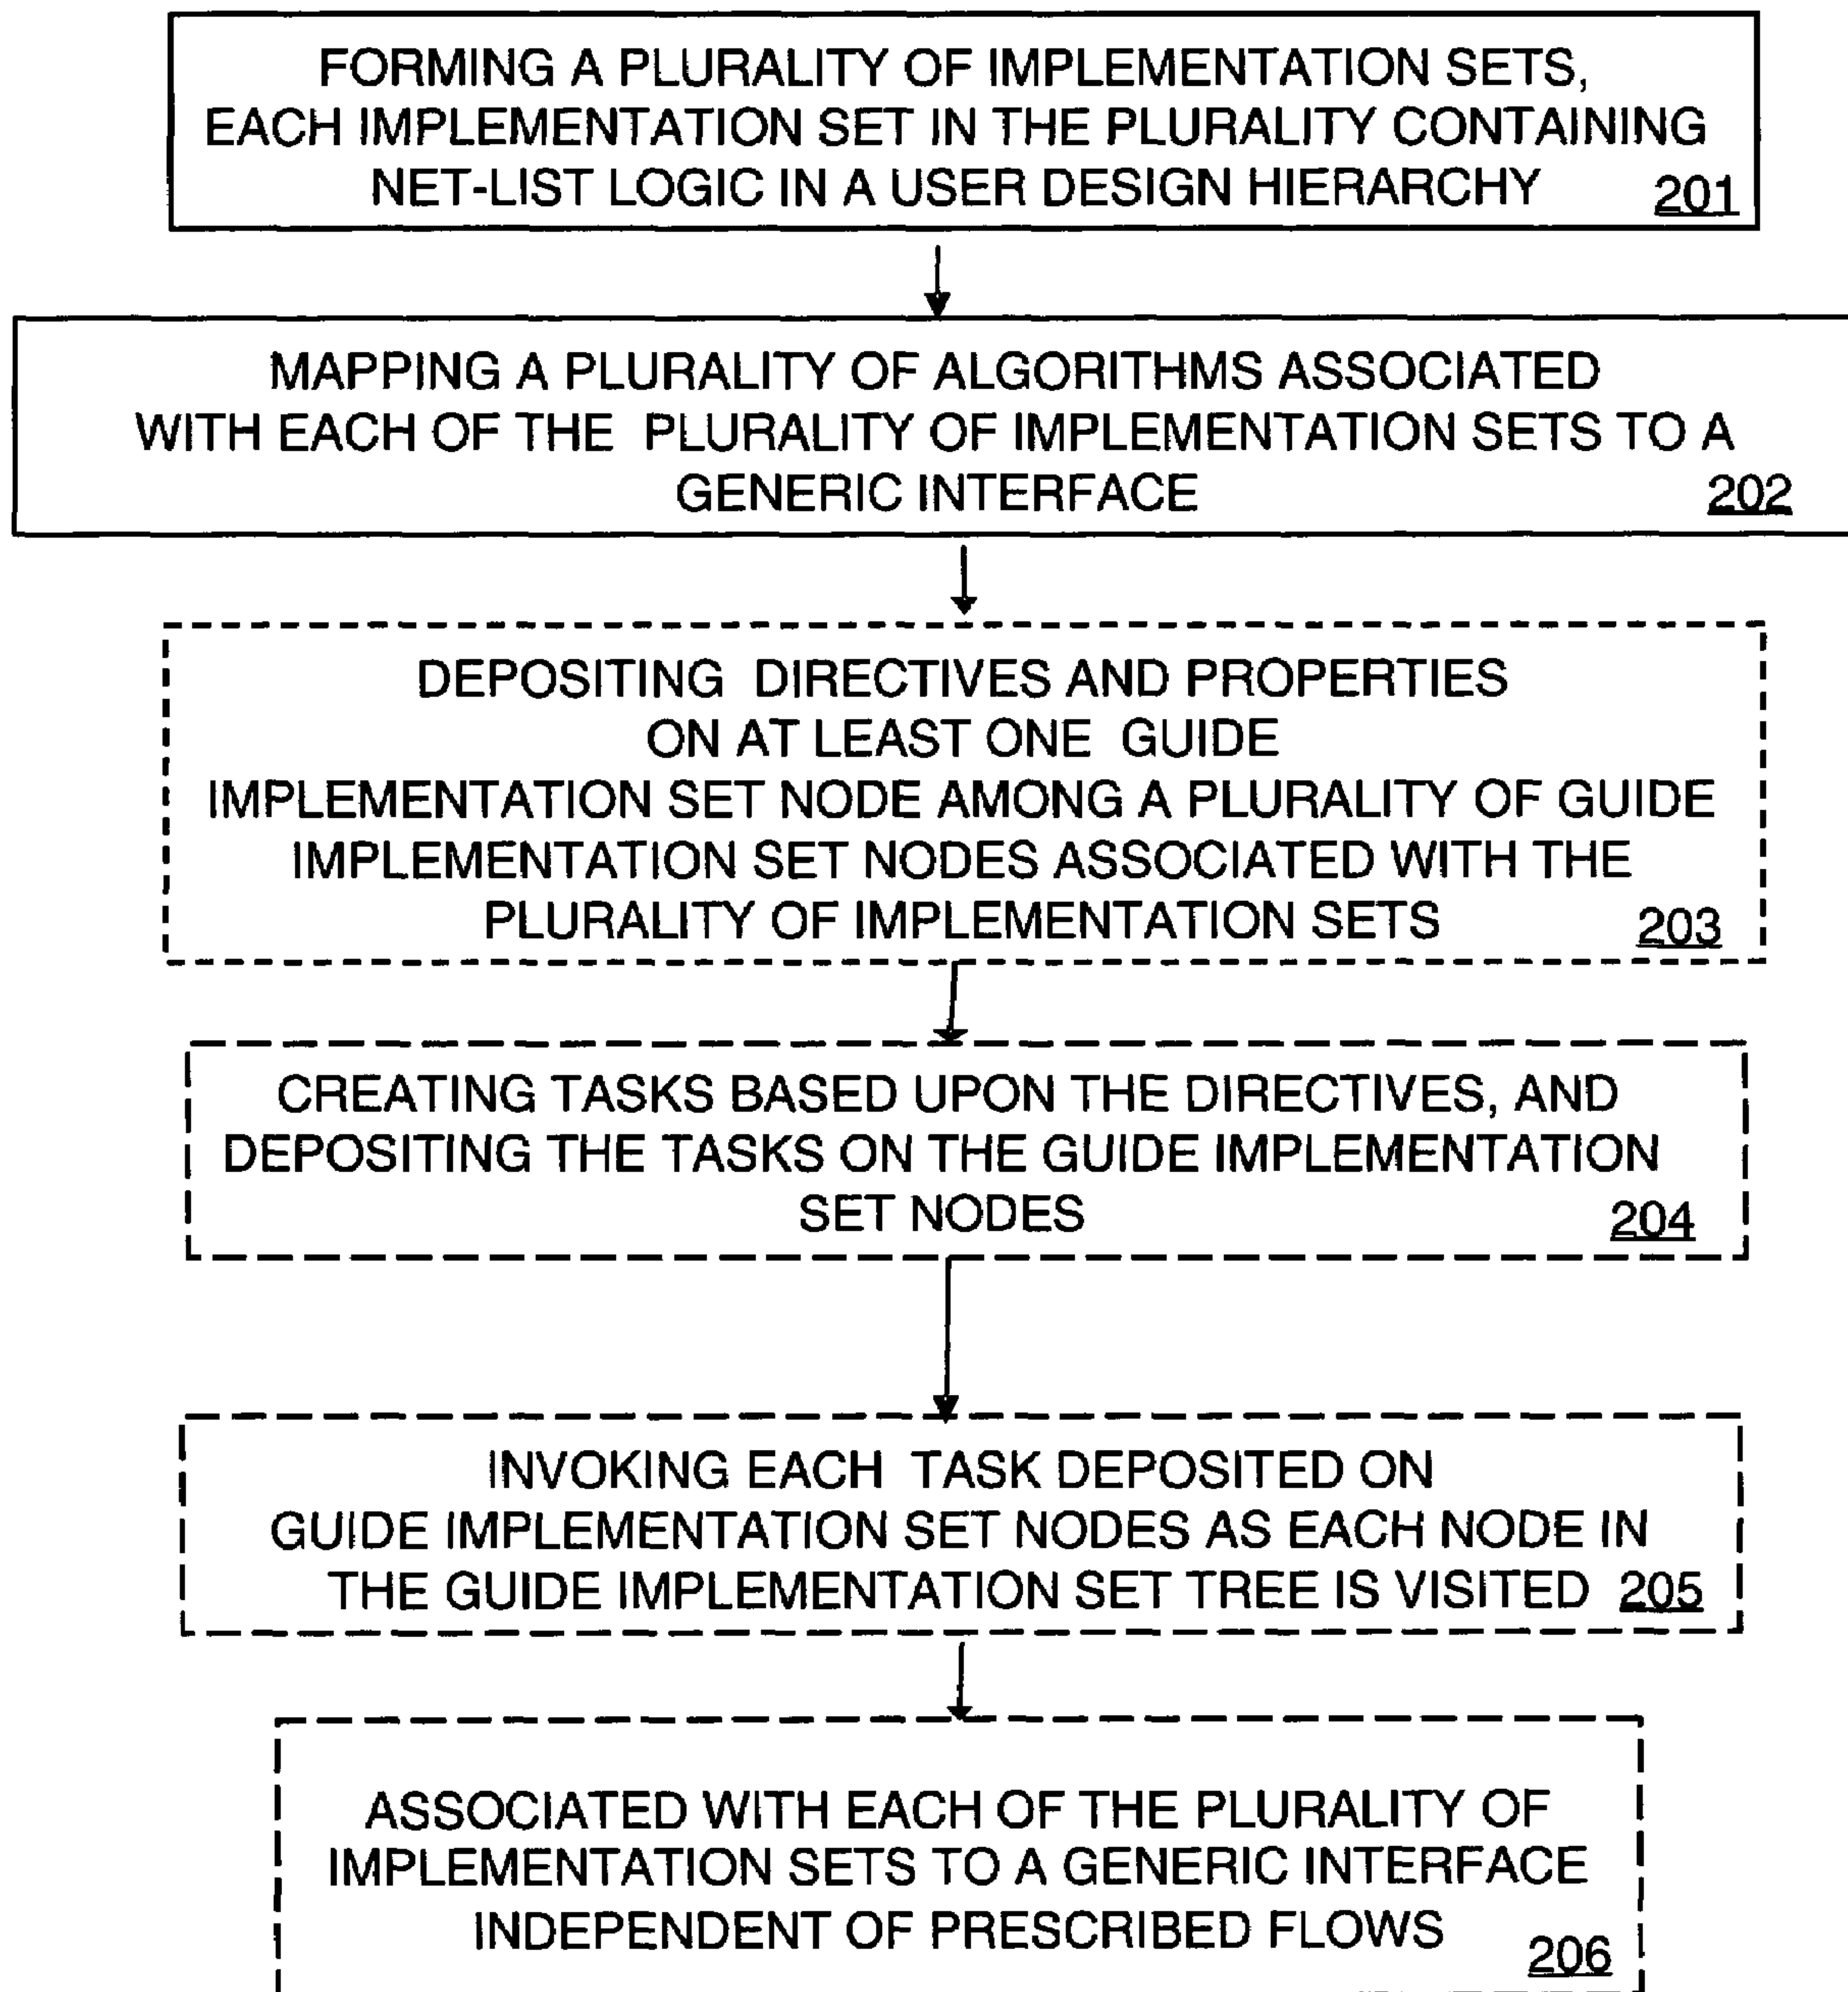 FORMING A PLURALITY OF IMPLEMENTATION SETS,
EACH IMPLEMENTATION SET IN THE PLURALITY CONTAINING
NET-LIST LOGIC IN A USER DESIGN HIERARCHY 201
MAPPING A PLURALITY OF ALGORITHMS ASSOCIATED
WITH EACH OF THE PLURALITY OF IMPLEMENTATION SETS TO A
GENERIC INTERFACE 202
DEPOSITING DIRECTIVES AND PROPERTIES
ON AT LEAST ONE GUIDE
IMPLEMENTATION SET NODE AMONG A PLURALITY OF GUIDE
IMPLEMENTATION SET NODES ASSOCIATED WITH THE
PLURALITY OF IMPLEMENTATION SETS 203
CREATING TASKS BASED UPON THE DIRECTIVES, AND
DEPOSITING THE TASKS ON THE GUIDE IMPLEMENTATION
SET NODES 204
INVOKING EACH TASK DEPOSITED ON
GUIDE IMPLEMENTATION SET NODES AS EACH NODE IN
THE GUIDE IMPLEMENTATION SET TREE IS VISITED 205
ASSOCIATED WITH EACH OF THE PLURALITY OF
IMPLEMENTATION SETS TO A GENERIC INTERFACE
INDEPENDENT OF PRESCRIBED FLOWS 206